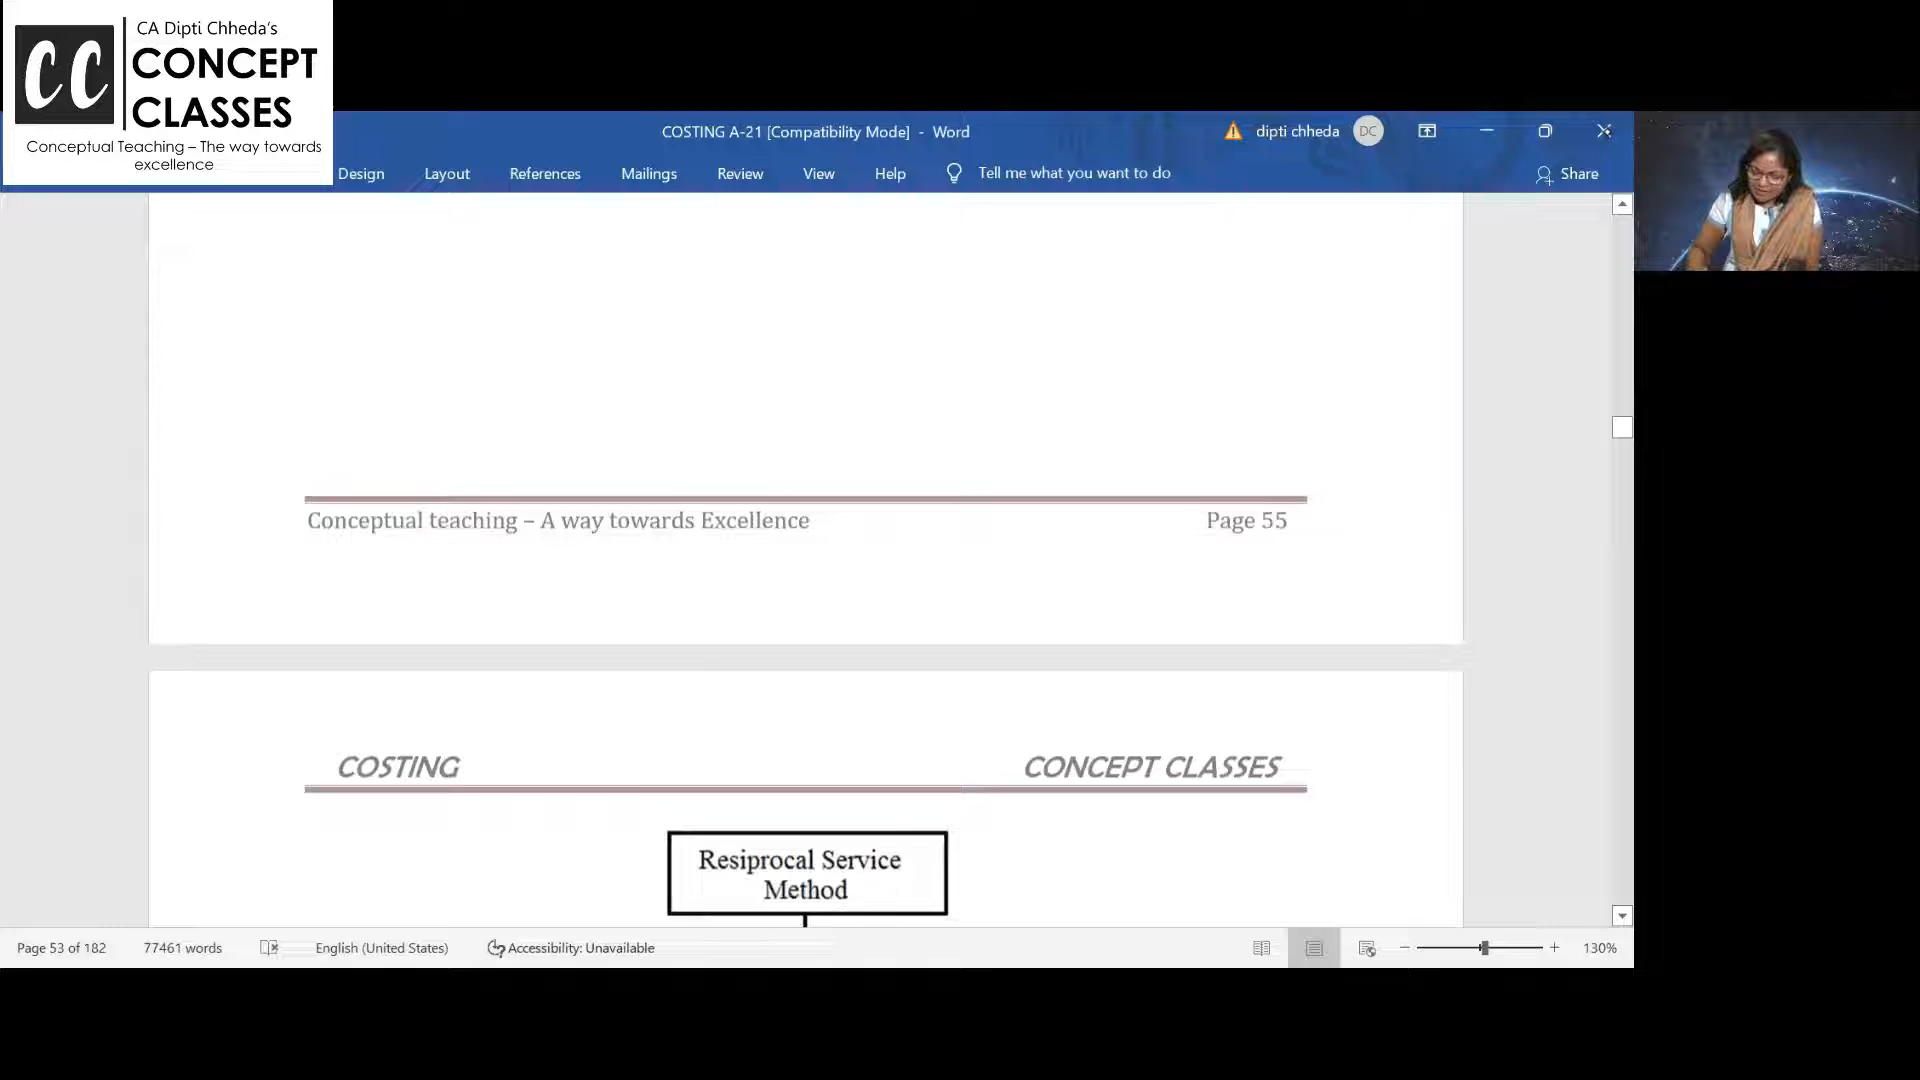 CA Dipti Chheda's
CC
CONCEPT
CLASSES
Conceptual Teaching – The way towards
excellence
COSTING A-21 [Compatibility Mode] - Word
dipti chheda
DC
Design
Layout
References
Mailings
Review
View
Help
Tell me what you want to do
Share
Conceptual teaching – A way towards Excellence
Page 55
COSTING
CONCEPT CLASSES
Resiprocal Service
Method
Page 53 of 182
77461 words
English (United States)
Accessibility: Unavailable
130%